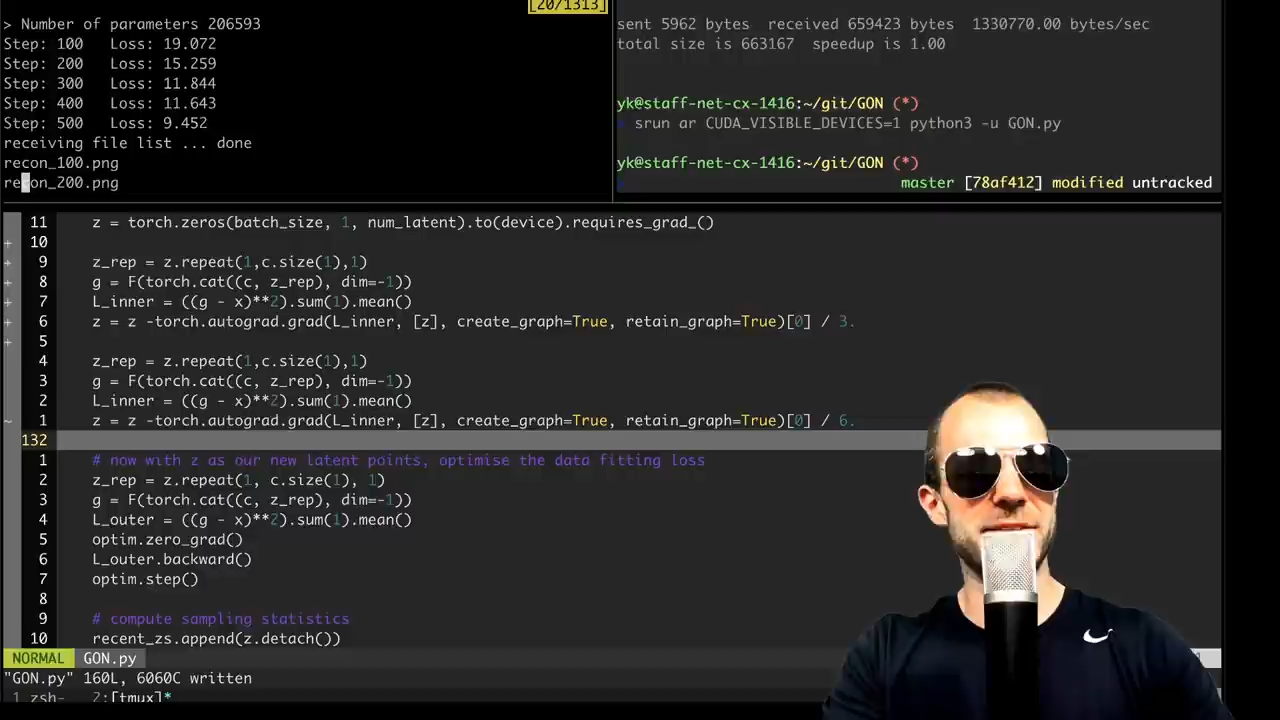 [20/1313]
> Number of parameters 206593
Step: 100 Loss: 19.072
Step: 200 Loss: 15.259
Step: 300 Loss: 11.844
Step: 400 Loss: 11.643
Step: 500 Loss: 9.452
receiving file list ... done
recon_100.png
recon_200.png
sent 5962 bytes received 659423 bytes 1330770.00 bytes/sec
total size is 663167 speedup is 1.00
yk@staff-net-cx-1416:~/git/GON (*)
srun ar CUDA_VISIBLE_DEVICES=1 python3 -u GON.py
yk@staff-net-cx-1416:~/git/GON (*)
master [78af412] modified untracked
11 z = torch.zeros(batch_size, 1, num_latent).to(device).requires_grad_()
+ 10
+ 9 z_rep = z.repeat(1,c.size(1),1)
+ 8 g = F(torch.cat((c, z_rep), dim=-1))
+ 7 L_inner = ((g - x)**2).sum(1).mean()
+ 6 z = z -torch.autograd.grad(L_inner, [z], create_graph=True, retain_graph=True)[0] / 3.
+ 5
4 z_rep = z.repeat(1,c.size(1),1)
3 g = F(torch.cat((c, z_rep), dim=-1))
2 L_inner = ((g - x)**2).sum(1).mean()
~ 1 z = z -torch.autograd.grad(L_inner, [z], create_graph=True, retain_graph=True)[0] / 6.
132
1 # now with z as our new latent points, optimise the data fitting loss
2 z_rep = z.repeat(1, c.size(1), 1)
3 g = F(torch.cat((c, z_rep), dim=-1))
4 L_outer = ((g - x)**2).sum(1).mean()
5 optim.zero_grad()
6 L_outer.backward()
7 optim.step()
8
9 # compute sampling statistics
10 recent_zs.append(z.detach())
NORMAL GON.py
"GON.py" 160L, 6060C written
1 zsh- 2:[tmux]*